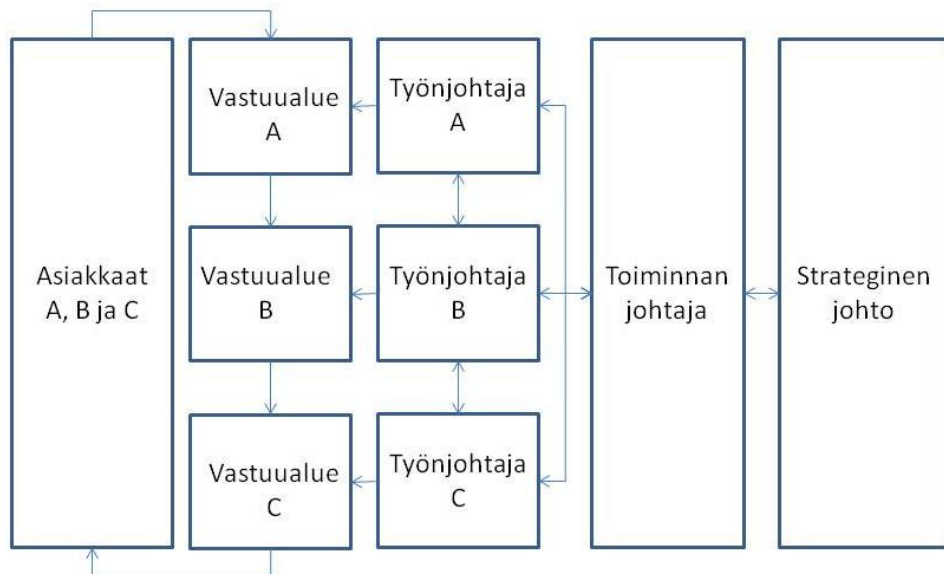 Asiakkaat
A, B ja C
Vastuualue
A
Työnjohtaja
A
Vastuualue
B
Työnjohtaja
B
Vastuualue
C
Työnjohtaja
C
Toiminnan
johtaja
Strateginen
johto